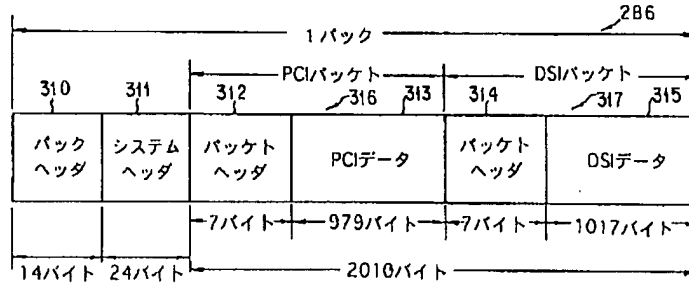 286
1パック
PCIパッケト
DSIパッケト
310
311
312
316
313
314
317
315
パック
ヘッダ
システム
ヘッダ
パッケト
ヘッダ
PCIデータ
パッケト
ヘッダ
DSIデータ
7バイト
979バイト
7バイト
1017バイト
14バイト
24バイト
2010バイト